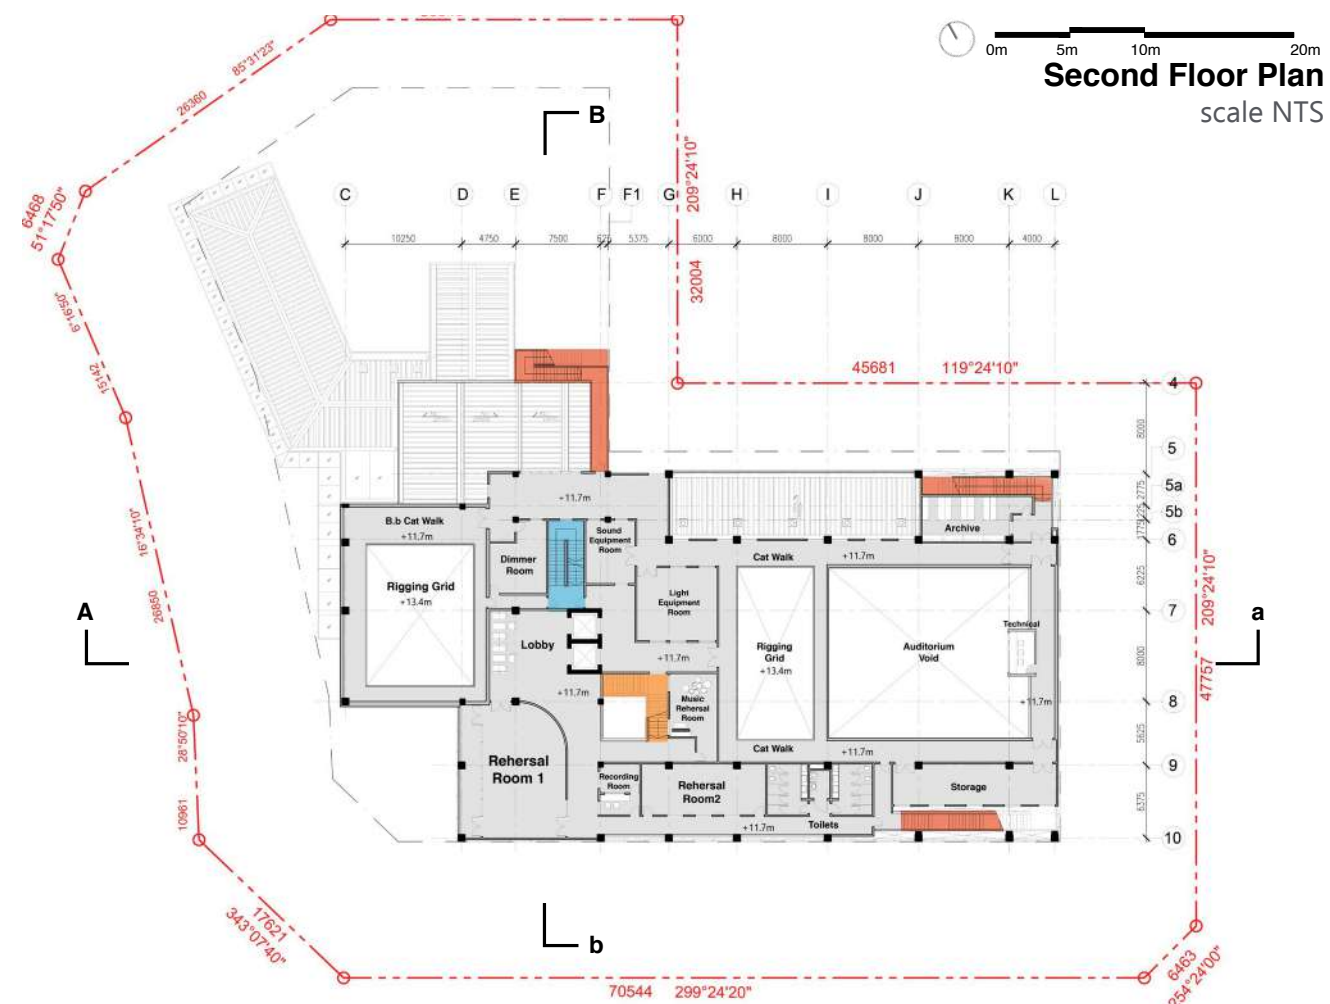 0m 5m 10m 20m
Second Floor Plan
scale NTS
85°31'23"
26360
B
209°24'10"
6468
51°17'50"
C D E F F1 G H I J K L
10250 4750 7500 625 5375 6000 8000 8000 8000 4000
32004
6°16'50"
15142
45681 119°24'10"
4
8000
5
+11.7m
2775
5a
225
5b
B.b Cat Walk
+11.7m
Sound
Equipment
Room
Archive
1775
6
16°34'10"
Cat Walk
+11.7m
Dimmer
Room
Rigging Grid
+13.4m
6225
209°24'10"
Light
Equipment
Room
26850
A
7
a
Technical
Lobby
Rigging
Grid
+13.4m
Auditorium
Void
+11.7m
8000
47757
+11.7m
Music
Rehersal
Room
+11.7m
8
28°50'10"
5625
Cat Walk
+11.7m
Rehersal
Room 1
9
Recording
Room
Rehersal
Room2
Storage
6375
10961
+11.7m
Toilets
10
17621
343°07'40"
b
6463
254°24'00"
70544 299°24'20"